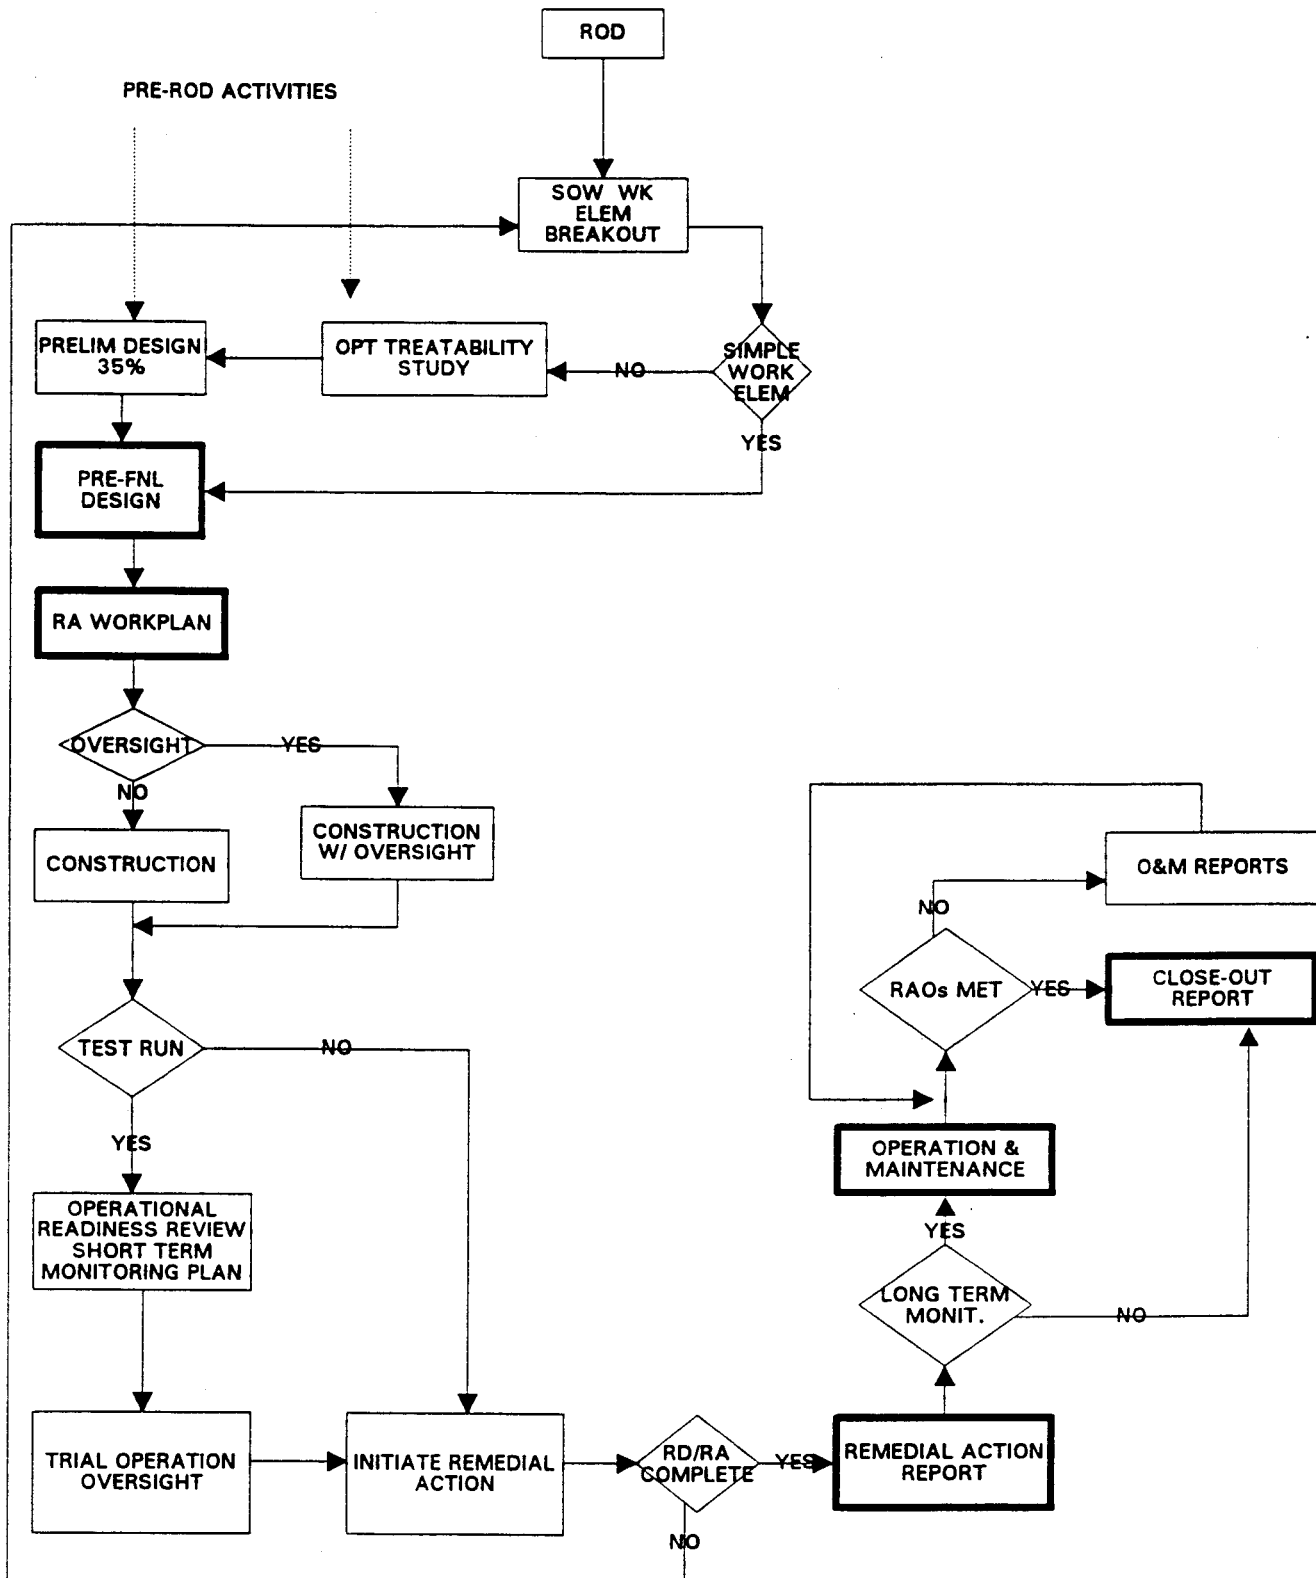 ROD
PRE-ROD ACTIVITIES
SOW WK
ELEM
BREAKOUT
PRELIM DESIGN
35%
OPT TREATABILITY
STUDY
NO
SIMPLE
WORK
ELEM
YES
PRE-FNL
DESIGN
RA WORKPLAN
OVERSIGHT
YES
NO
CONSTRUCTION
CONSTRUCTION
W/ OVERSIGHT
TEST RUN
NO
YES
OPERATIONAL
READINESS REVIEW
SHORT TERM
MONITORING PLAN
TRIAL OPERATION
OVERSIGHT
INITIATE REMEDIAL
ACTION
RD/RA
COMPLETE
YES
NO
REMEDIAL ACTION
REPORT
LONG TERM
MONIT.
NO
YES
OPERATION &
MAINTENANCE
RAOs MET
YES
NO
O&M REPORTS
CLOSE-OUT
REPORT